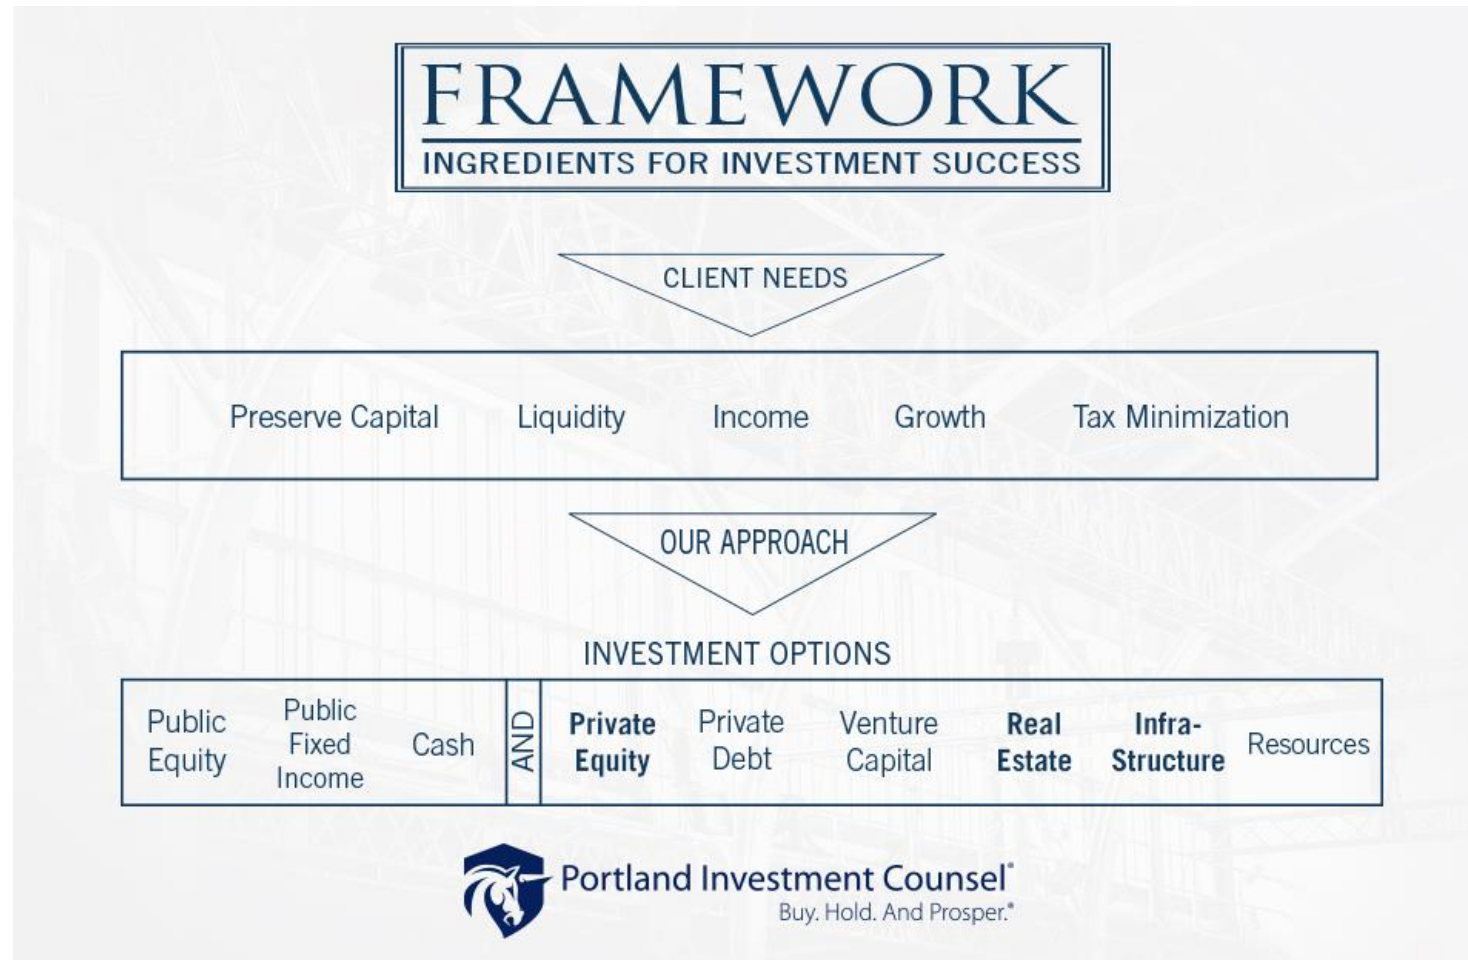 FRAMEWORK
INGREDIENTS FOR INVESTMENT SUCCESS
CLIENT NEEDS
Preserve Capital Liquidity Income Growth Tax Minimization
OUR APPROACH
INVESTMENT OPTIONS
Public
Equity
Public
Fixed
Income
Cash
AND
Private
Equity
Private
Debt
Venture
Capital
Real
Estate
Infra-
Structure
Resources
Portland Investment Counsel®
Buy. Hold. And Prosper.®